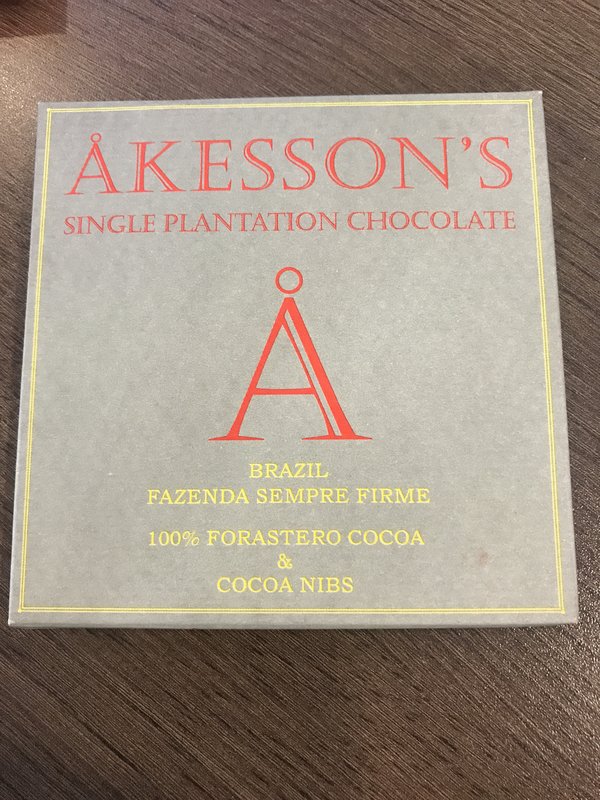 ÅKESSON'S
SINGLE PLANTATION CHOCOLATE
Å
BRAZIL
FAZENDA SEMPRE FIRME
100% FORASTERO COCOA
&
COCOA NIBS